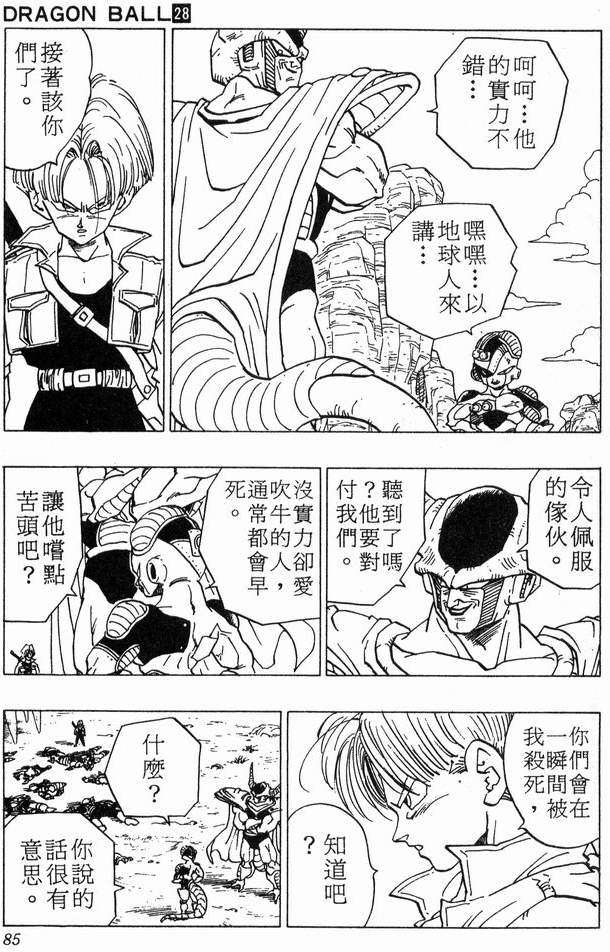 DRAGON BALL 28
呵呵…他
的實力不
錯…
嘿嘿…以
地球人來
講…
接著該你
們了。
令人佩服
的傢伙。
聽到了嗎
?他要對
付我們。
沒實力卻愛
吹牛的人,
通常都會早
死。
讓他嚐點
苦頭吧?
你們會在
一瞬間被
我殺死,
知道吧
?
什麼?
你說的
話很有
意思。
85